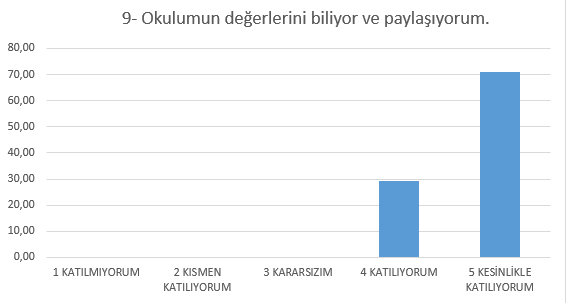 9- Okulumun değerlerini biliyor ve paylaşıyorum.
80,00
70,00
60,00
50,00
40,00
30,00
20,00
10,00
0,00
1 KATILMIYORUM
2 KISMEN
KATILIYORUM
3 KARARSIZIM
4 KATILIYORUM
5 KESİNLİKLE
KATILIYORUM